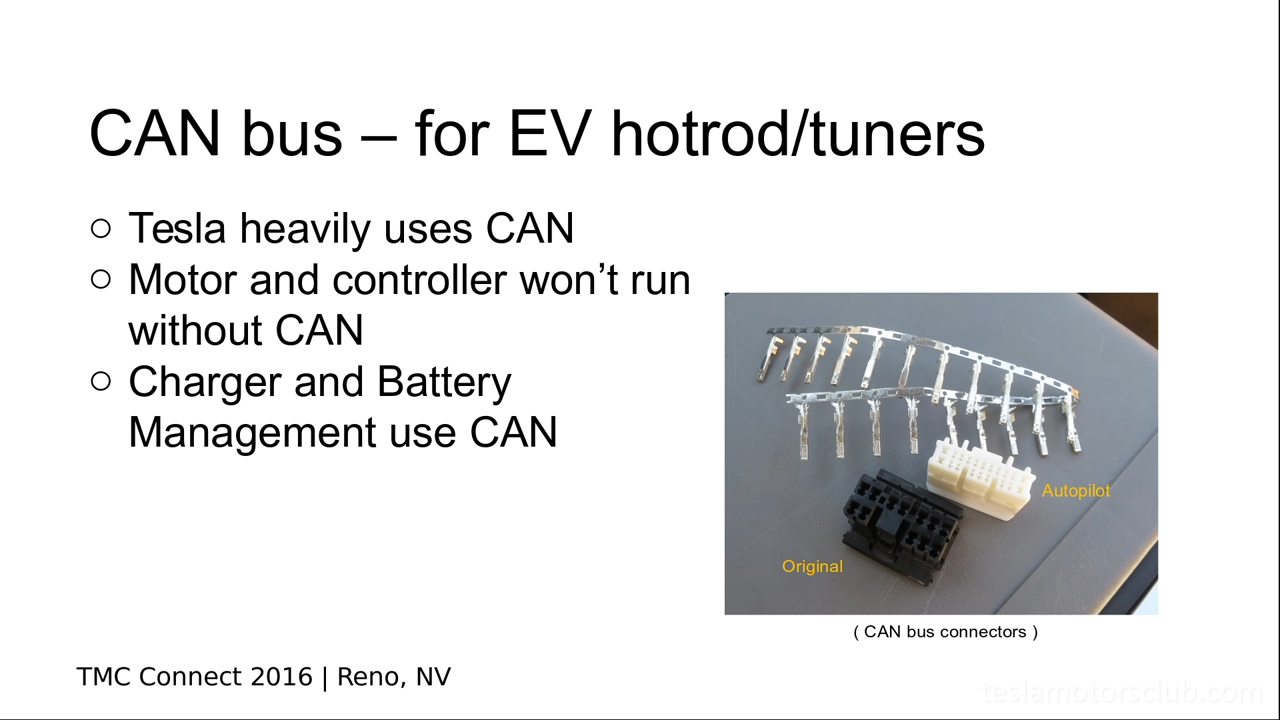 CAN bus – for EV hotrod/tuners
○ Tesla heavily uses CAN
○ Motor and controller won’t run
without CAN
○ Charger and Battery
Management use CAN
Autopilot
Original
( CAN bus connectors )
TMC Connect 2016 | Reno, NV
teslamotorsclub.com